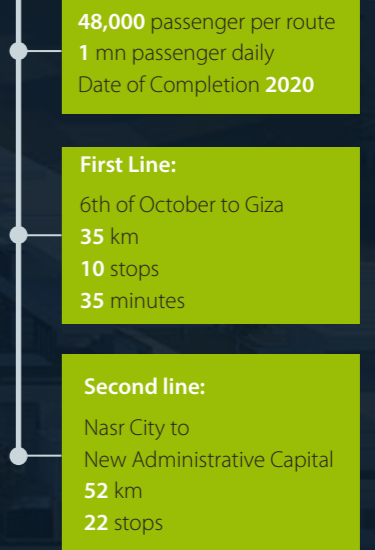 48,000 passenger per route
1 mn passenger daily
Date of Completion 2020
First Line:
6th of October to Giza
35 km
10 stops
35 minutes
Second line:
Nasr City to
New Administrative Capital
52 km
22 stops